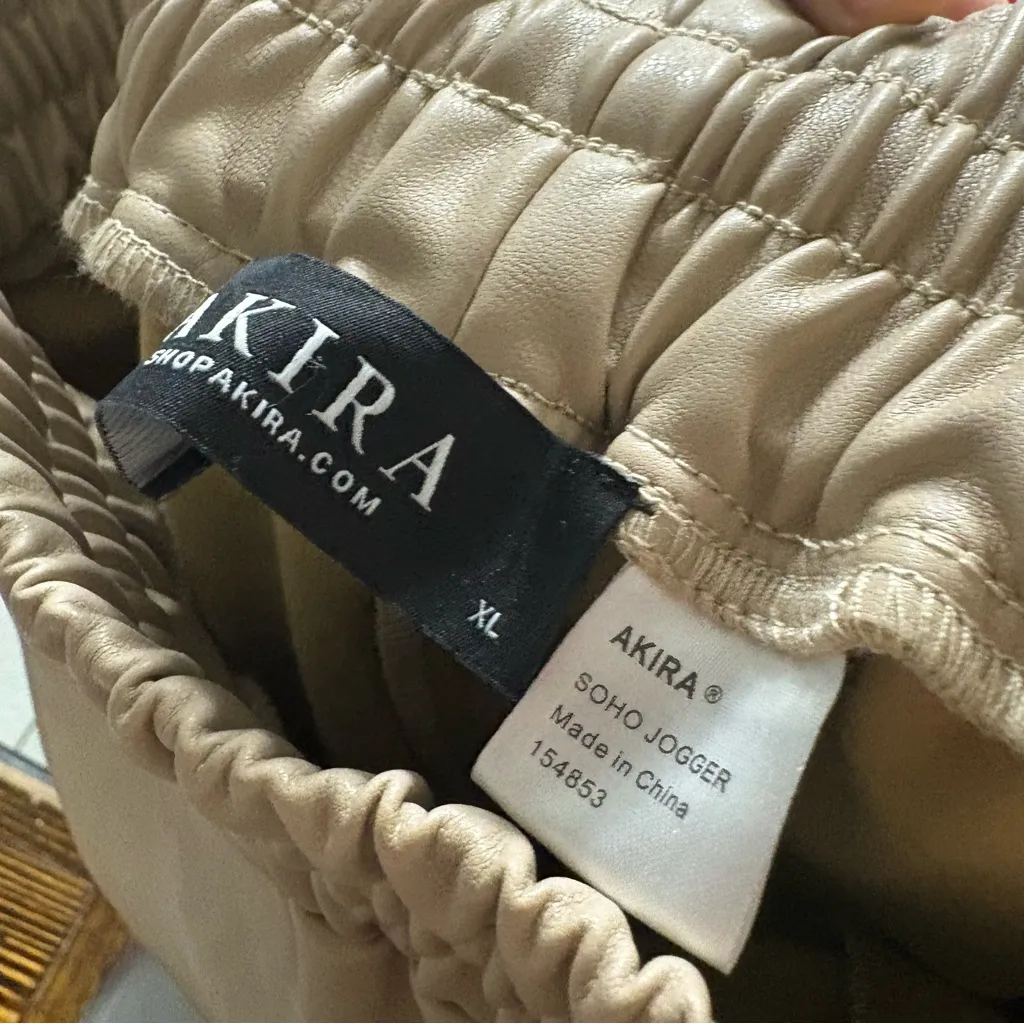 AKIRA
SHOPAKIRA.COM
XL
AKIRA®
SOHO JOGGER
Made in China
154853